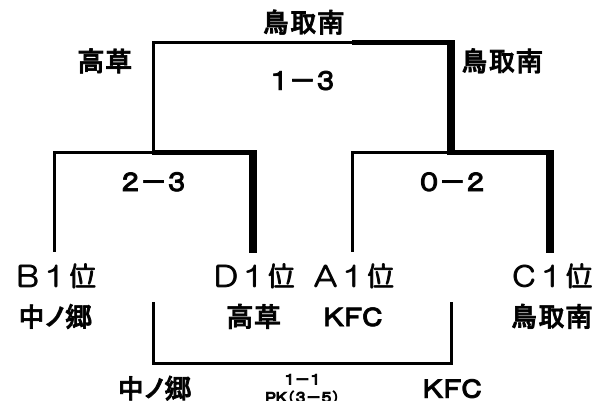 鳥取南
高草 鳥取南
1－3
2－3 0－2
B1位 D1位 A1位 C1位
中ノ郷 高草 KFC 鳥取南
1－1
中ノ郷 PK(3－5) KFC